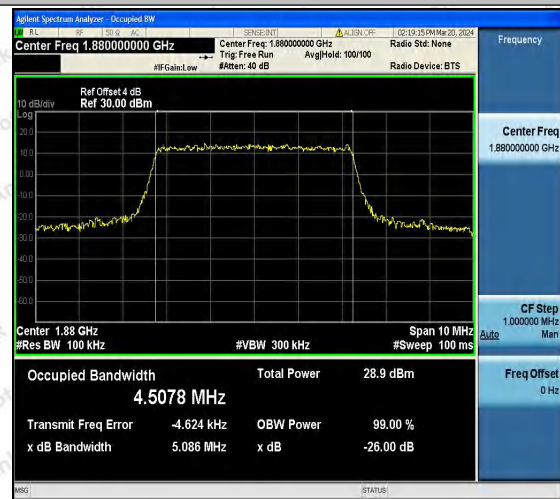 Agilent Spectrum Analyzer - Occupied BW
RL RF 50 Ω AC SENSE:INT ALIGN OFF 02:19:15 PM Mar 20, 2024
Center Freq 1.880000000 GHz Center Freq: 1.880000000 GHz Radio Std: None Frequency
Trig: Free Run Avg|Hold: 100/100
#IFGain:Low #Atten: 40 dB Radio Device: BTS
Ref Offset 4 dB
10 dB/div Ref 30.00 dBm
Log
20.0
10.0
0.00
-10.0
-20.0
-30.0
-40.0
-50.0
-60.0
Center Freq
1.880000000 GHz
Center 1.88 GHz Span 10 MHz
#Res BW 100 kHz #VBW 300 kHz #Sweep 100 ms
CF Step
1.000000 MHz
Auto Man
Occupied Bandwidth Total Power 28.9 dBm
4.5078 MHz
Transmit Freq Error -4.624 kHz OBW Power 99.00 %
x dB Bandwidth 5.086 MHz x dB -26.00 dB
Freq Offset
0 Hz
MSG STATUS